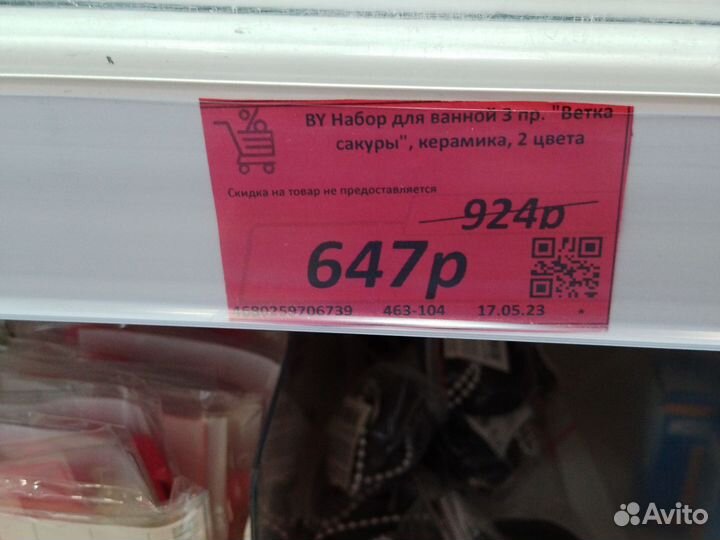 BY Набор для ванной 3 пр. "Ветка
сакуры", керамика, 2 цвета
Скидка на товар не предоставляется
924р
647р
4680259706739 463-104 17.05.23 *
Avito